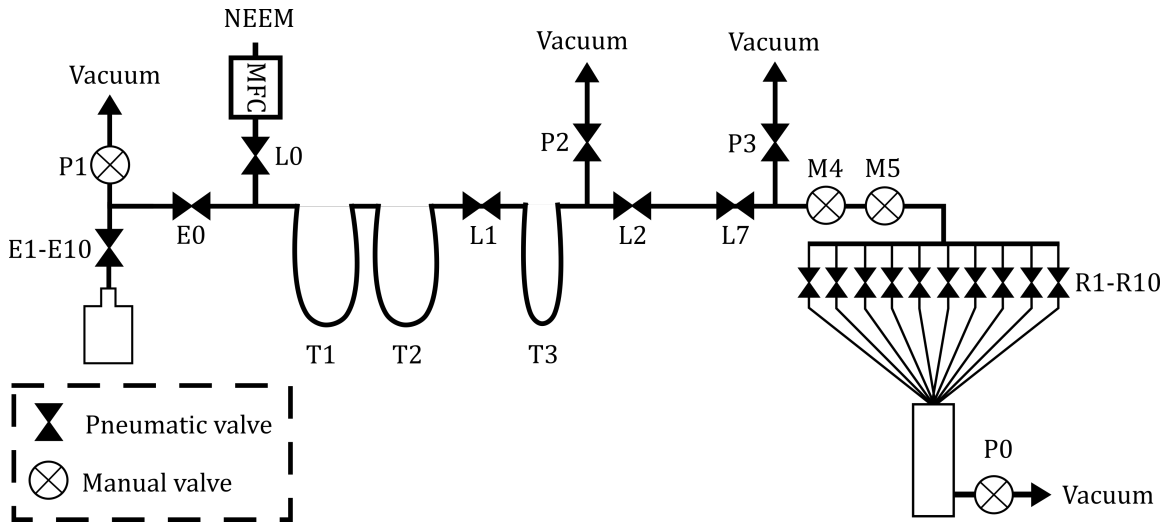 NEEM
Vacuum
Vacuum
Vacuum
MFC
P1
L0
P2
P3
M4
M5
E1-E10
E0
L1
L2
L7
R1-R10
T1
T2
T3
Pneumatic valve
Manual valve
P0
Vacuum